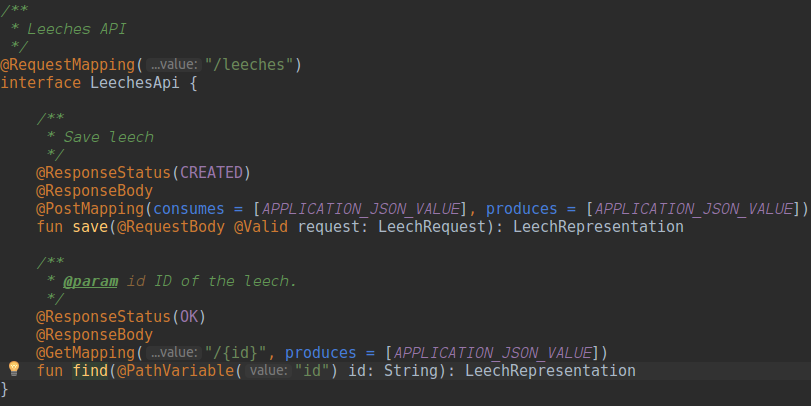 /**
 * Leeches API
 */
@RequestMapping( ...value: "/leeches")
interface LeechesApi {
/**
 * Save leech
 */
@ResponseStatus(CREATED)
@ResponseBody
@PostMapping(consumes = [APPLICATION_JSON_VALUE], produces = [APPLICATION_JSON_VALUE])
fun save(@RequestBody @Valid request: LeechRequest): LeechRepresentation
/**
 * @param id ID of the leech.
 */
@ResponseStatus(OK)
@ResponseBody
@GetMapping( ...value: "/{id}", produces = [APPLICATION_JSON_VALUE])
fun find(@PathVariable( value: "id") id: String): LeechRepresentation
}